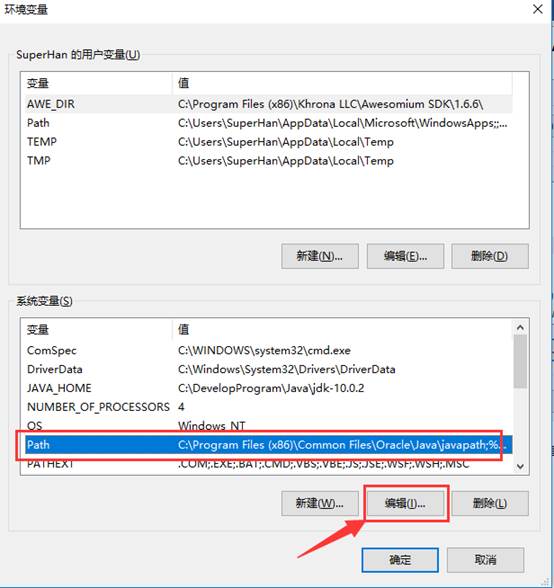 环境变量
SuperHan 的用户变量(U)
变量 值
AWE_DIR C:\Program Files (x86)\Khrona LLC\Awesomium SDK\1.6.6\
Path C:\Users\SuperHan\AppData\Local\Microsoft\WindowsApps;;...
TEMP C:\Users\SuperHan\AppData\Local\Temp
TMP C:\Users\SuperHan\AppData\Local\Temp
新建(N)... 编辑(E)... 删除(D)
系统变量(S)
变量 值
ComSpec C:\WINDOWS\system32\cmd.exe
DriverData C:\Windows\System32\Drivers\DriverData
JAVA_HOME C:\DevelopProgram\Java\jdk-10.0.2
NUMBER_OF_PROCESSORS 4
OS Windows_NT
Path C:\Program Files (x86)\Common Files\Oracle\Java\javapath;%...
PATHEXT .COM;.EXE;.BAT;.CMD;.VBS;.VBE;.JS;.JSE;.WSF;.WSH;.MSC
新建(W)... 编辑(I)... 删除(L)
确定 取消